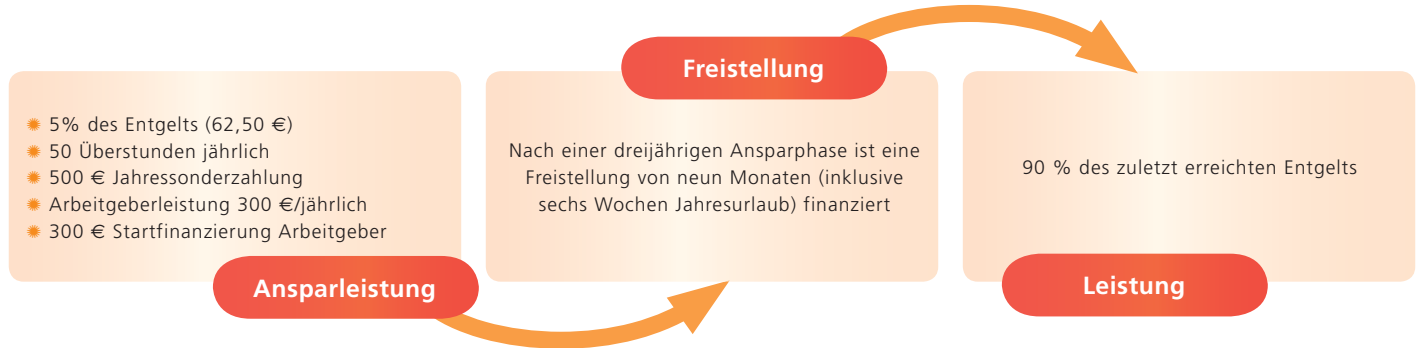 ✹ 5% des Entgelts (62,50 €)
✹ 50 Überstunden jährlich
✹ 500 € Jahressonderzahlung
✹ Arbeitgeberleistung 300 €/jährlich
✹ 300 € Startfinanzierung Arbeitgeber
Ansparleistung
Freistellung
Nach einer dreijährigen Ansparphase ist eine
Freistellung von neun Monaten (inklusive
sechs Wochen Jahresurlaub) finanziert
90 % des zuletzt erreichten Entgelts
Leistung